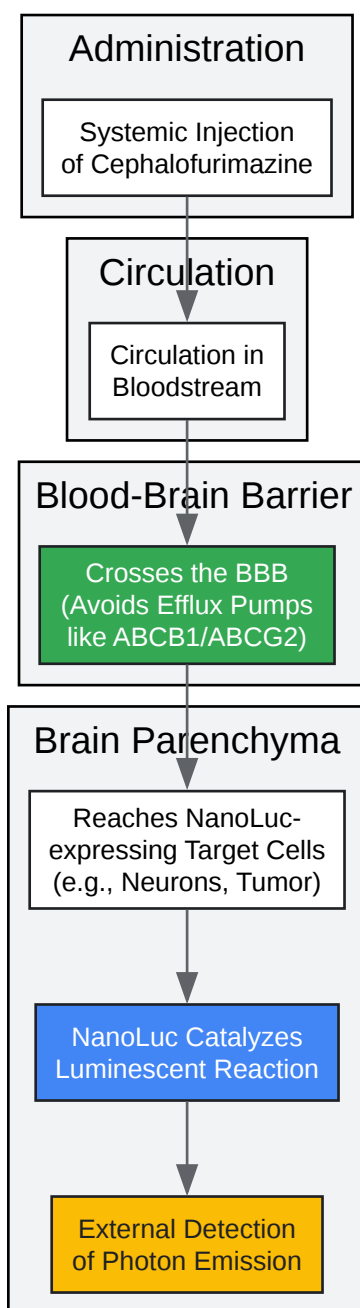 Administration
Systemic Injection
of Cephalofurimazine
Circulation
Circulation in
Bloodstream
Blood-Brain Barrier
Crosses the BBB
(Avoids Efflux Pumps
like ABCB1/ABCG2)
Brain Parenchyma
Reaches NanoLuc-
expressing Target Cells
(e.g., Neurons, Tumor)
NanoLuc Catalyzes
Luminescent Reaction
External Detection
of Photon Emission